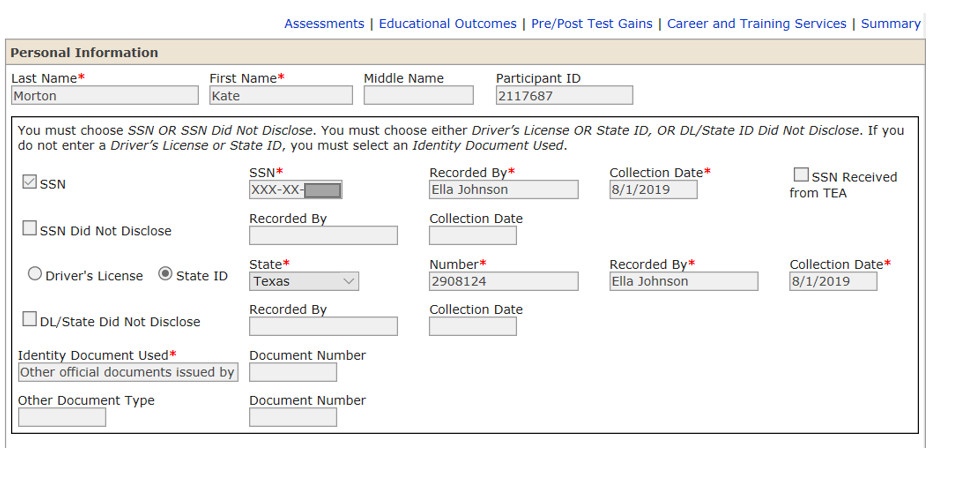 Assessments | Educational Outcomes | Pre/Post Test Gains | Career and Training Services | Summary
Personal Information
Last Name* First Name* Middle Name Participant ID
Morton Kate 2117687
You must choose SSN OR SSN Did Not Disclose. You must choose either Driver's License OR State ID, OR DL/State ID Did Not Disclose. If you
do not enter a Driver's License or State ID, you must select an Identity Document Used.
SSN* Recorded By* Collection Date*
SSN XXX-XX- Ella Johnson 8/1/2019 SSN Received
from TEA
Recorded By Collection Date
SSN Did Not Disclose
State* Number* Recorded By* Collection Date*
Driver's License State ID Texas 2908124 Ella Johnson 8/1/2019
Recorded By Collection Date
DL/State Did Not Disclose
Identity Document Used* Document Number
Other official documents issued by
Other Document Type Document Number